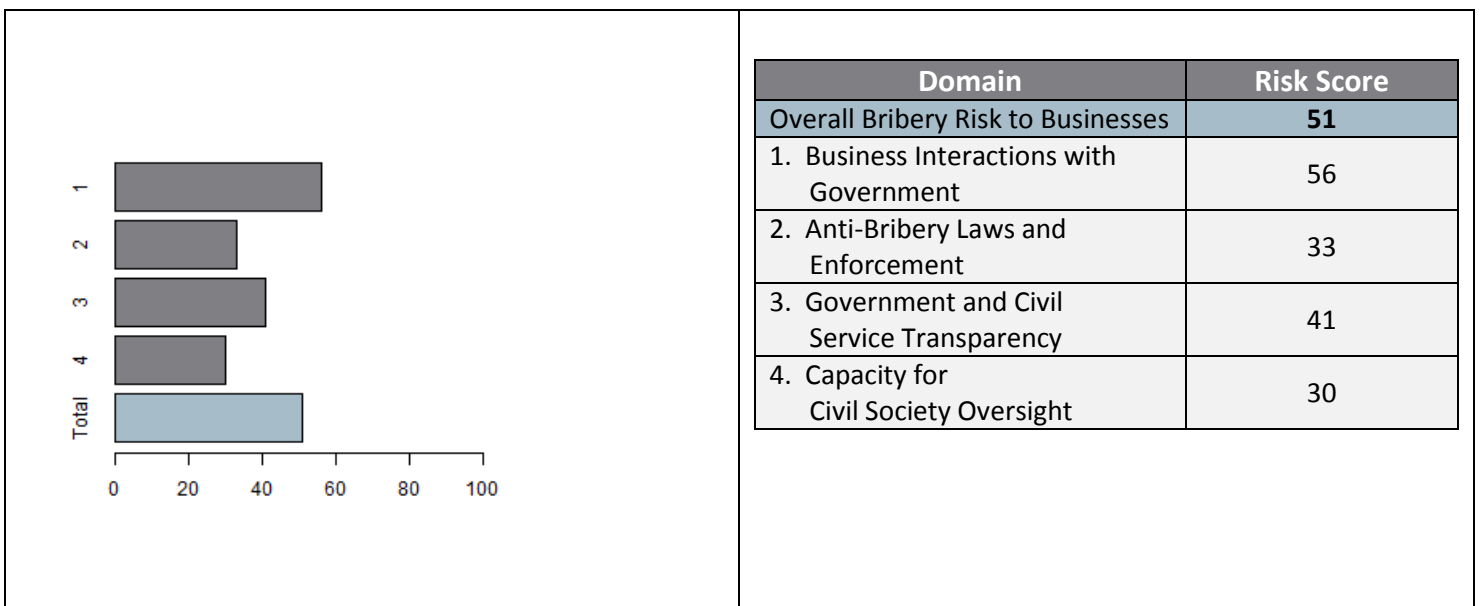 1
2
3
4
Total
0 20 40 60 80 100
Domain Risk Score
Overall Bribery Risk to Businesses 51
1. Business Interactions with
Government
56
2. Anti-Bribery Laws and
Enforcement
33
3. Government and Civil
Service Transparency
41
4. Capacity for
Civil Society Oversight
30